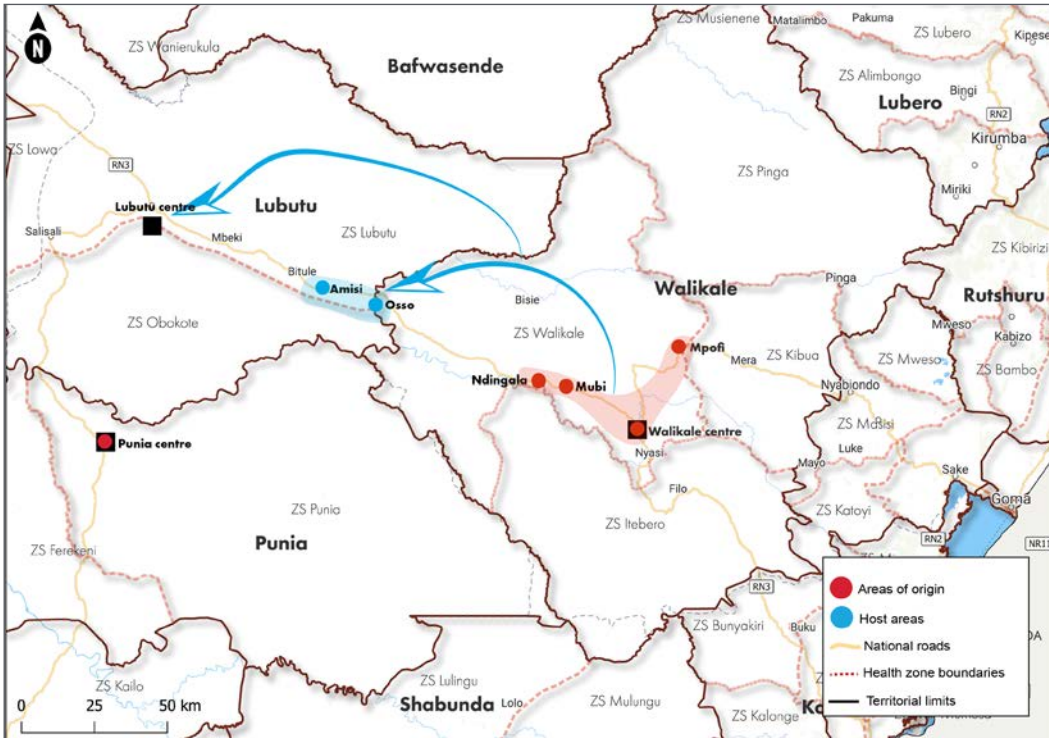 N
ZS Wanierukula
ZS Musienene
Matalimbo
Pakuma
ZS Lubero
Kipese
Bafwasende
ZS Alimbongo
Bingi
Lubero
RN2
Kirumba
ZS Lowa
RN3
ZS Pinga
Miriki
Lubutu centre
Lubutu
Salisali
Mbeki
ZS Lubutu
ZS Kibirizi
Bitule
Amisi
Osso
Bisie
Walikale
Pinga
Rutshuru
ZS Obokote
ZS Walikale
Mpofi
Mweso
Kabizo
Mera
ZS Kibua
ZS Mweso
ZS Bambo
Ndingala
Mubi
Nyabiondo
Punia centre
Walikale centre
ZS Masisi
Nyasi
Luke
Mayo
Sake
Filo
Goma
ZS Punia
ZS Itebero
ZS Katoyi
Punia
ZS Ferekeni
RN2
NR11
RN3
Areas of origin
Host areas
National roads
Health zone boundaries
Territorial limits
ZS Bunyakiri
Buku
DA
ZS Kailo
ZS Lulingu
Lolo
Shabunda
ZS Mulungu
ZS Kalonge
0 25 50 km